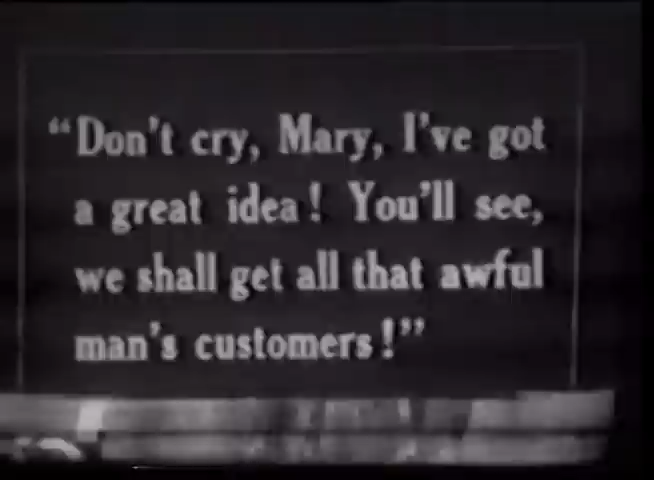 “Don't cry, Mary, I've got
a great idea! You'll see,
we shall get all that awful
man's customers!”